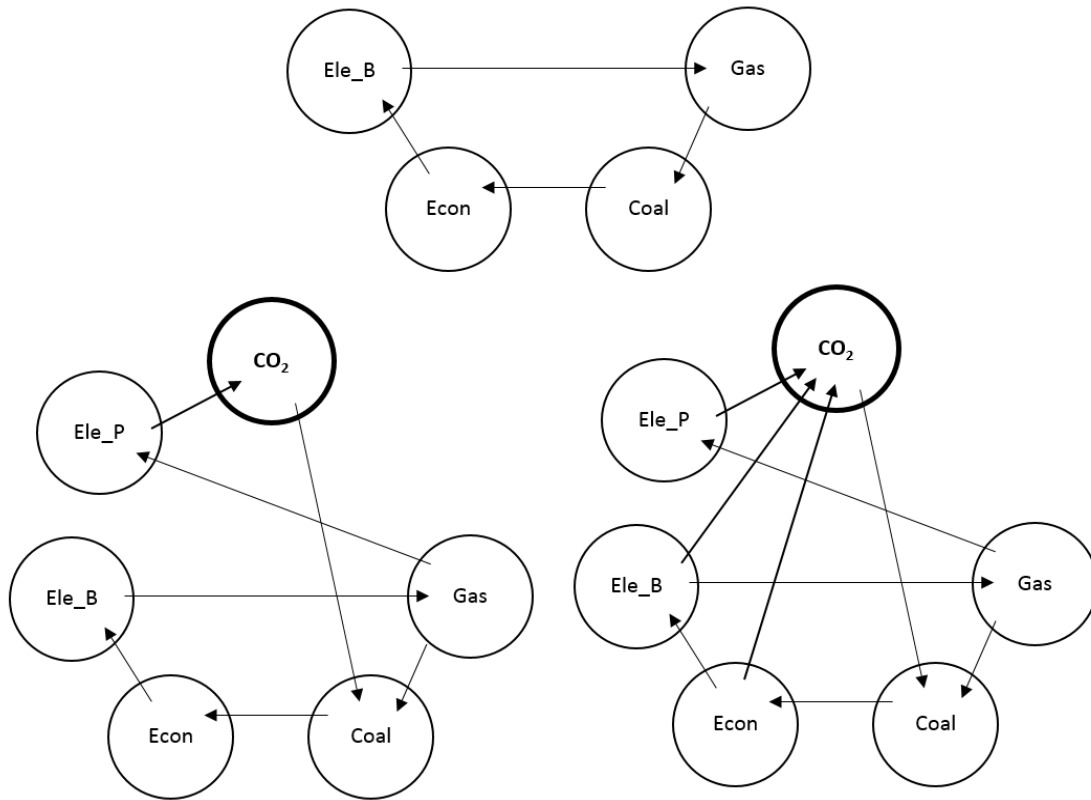 Ele_B
Gas
Econ
Coal
CO₂
Ele_P
Ele_B
Gas
Econ
Coal
CO₂
Ele_P
Ele_B
Gas
Econ
Coal